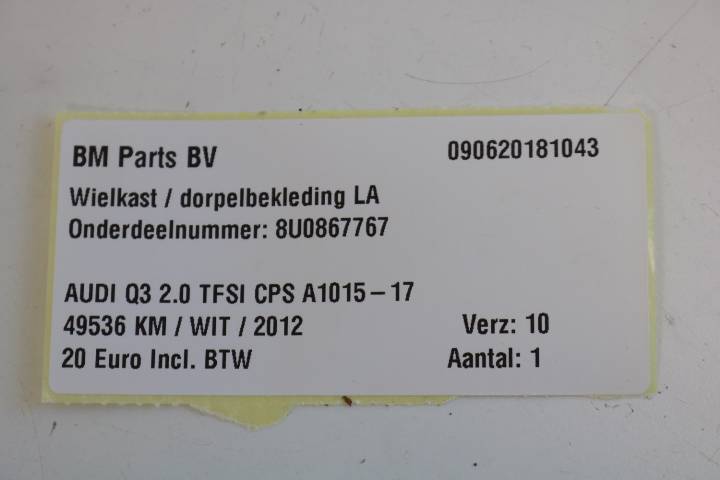 BM Parts BV 090620181043
Wielkast / dorpelbekleding LA
Onderdeelnummer: 8U0867767
AUDI Q3 2.0 TFSI CPS A1015-17
49536 KM / WIT / 2012 Verz: 10
20 Euro Incl. BTW Aantal: 1